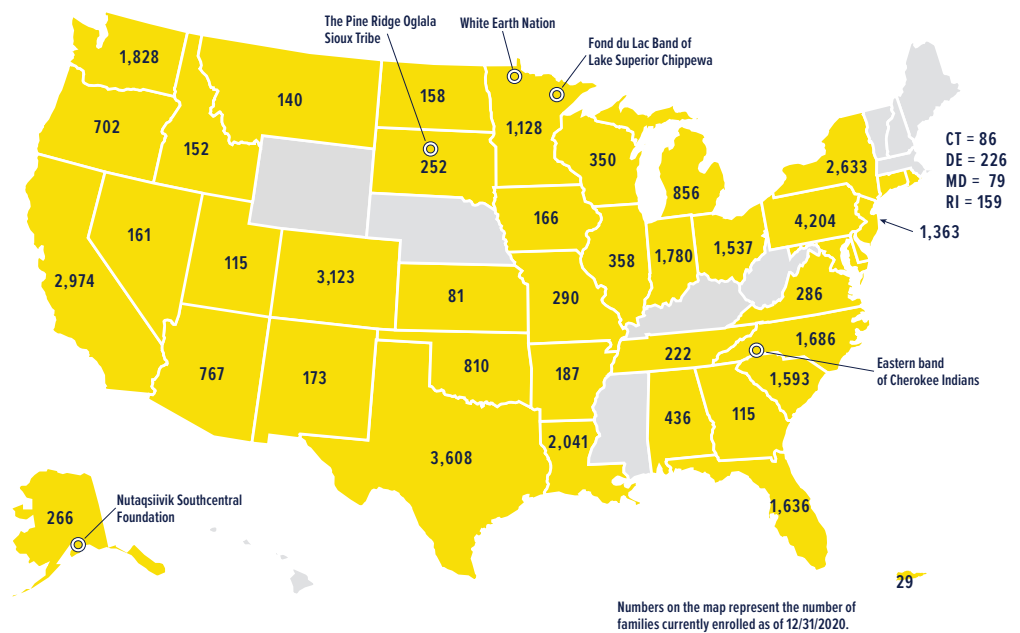 The Pine Ridge Oglala
Sioux Tribe
White Earth Nation
Fond du Lac Band of
Lake Superior Chippewa
1,828
140
158
1,128
702
152
252
350
856
2,633
CT = 86
DE = 226
MD = 79
RI = 159
1,363
166
4,204
161
115
3,123
358
1,780
1,537
2,974
81
290
286
767
173
810
187
222
1,686
1,593
Eastern band
of Cherokee Indians
436
115
2,041
3,608
1,636
266
Nutaqsiivik Southcentral
Foundation
29
Numbers on the map represent the number of
families currently enrolled as of 12/31/2020.